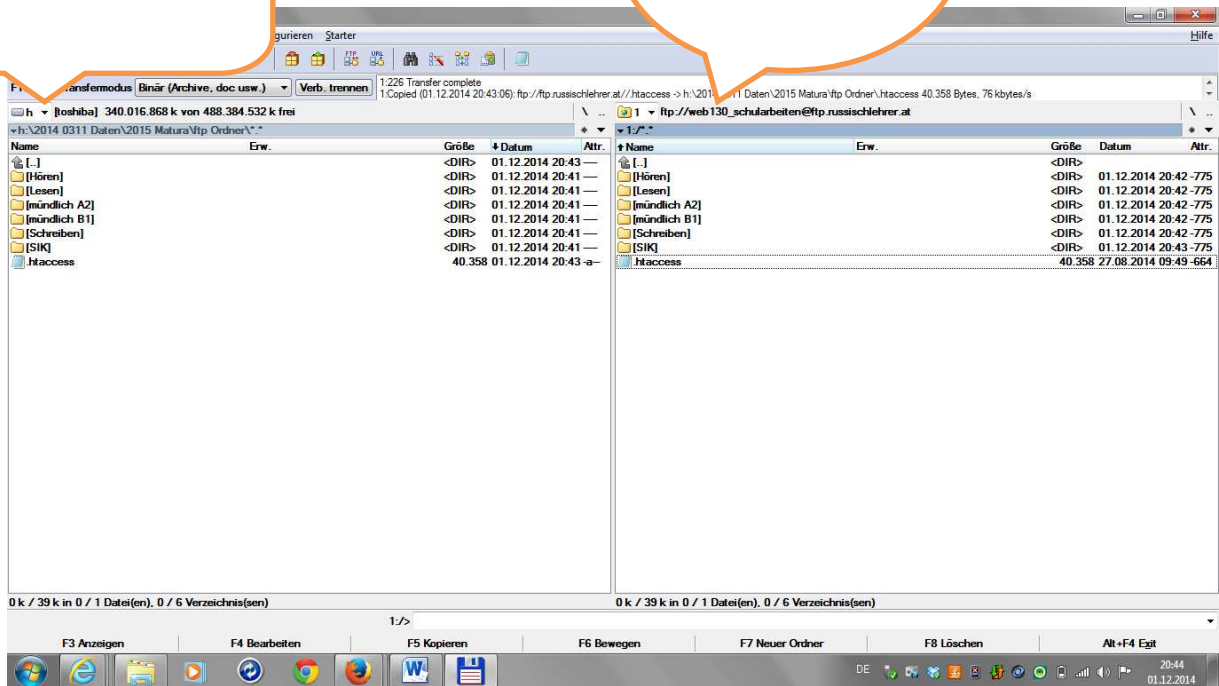 gurieren Starter Hilfe
FTP URL
Transfermodus Binär (Archive, doc usw.) Verb. trennen
1:226 Transfer complete
1:Copied (01.12.2014 20:43:06): ftp://ftp.russischlehrer.at//.htaccess -> h:\2014 0311 Daten\2015 Matura\ftp Ordner\.htaccess 40.358 Bytes, 76 kbytes/s
h [toshiba] 340.016.868 k von 488.384.532 k frei \ ..
h:\2014 0311 Daten\2015 Matura\ftp Ordner\*.* * ▼
Name Erw. Größe Datum Attr.
[..] <DIR> 01.12.2014 20:43 ----
[Hören] <DIR> 01.12.2014 20:41 ----
[Lesen] <DIR> 01.12.2014 20:41 ----
[mündlich A2] <DIR> 01.12.2014 20:41 ----
[mündlich B1] <DIR> 01.12.2014 20:41 ----
[Schreiben] <DIR> 01.12.2014 20:41 ----
[SIK] <DIR> 01.12.2014 20:41 ----
.htaccess 40.358 01.12.2014 20:43 -a--
0 k / 39 k in 0 / 1 Datei(en), 0 / 6 Verzeichnis(sen)
1 ftp://web130_schularbeiten@ftp.russischlehrer.at \ ..
1:/*.* * ▼
Name Erw. Größe Datum Attr.
[..] <DIR>
[Hören] <DIR> 01.12.2014 20:42 -775
[Lesen] <DIR> 01.12.2014 20:42 -775
[mündlich A2] <DIR> 01.12.2014 20:42 -775
[mündlich B1] <DIR> 01.12.2014 20:42 -775
[Schreiben] <DIR> 01.12.2014 20:42 -775
[SIK] <DIR> 01.12.2014 20:43 -775
.htaccess 40.358 27.08.2014 09:49 -664
0 k / 39 k in 0 / 1 Datei(en), 0 / 6 Verzeichnis(sen)
1:/>
F3 Anzeigen F4 Bearbeiten F5 Kopieren F6 Bewegen F7 Neuer Ordner F8 Löschen Alt+F4 Exit
DE 20:44
01.12.2014